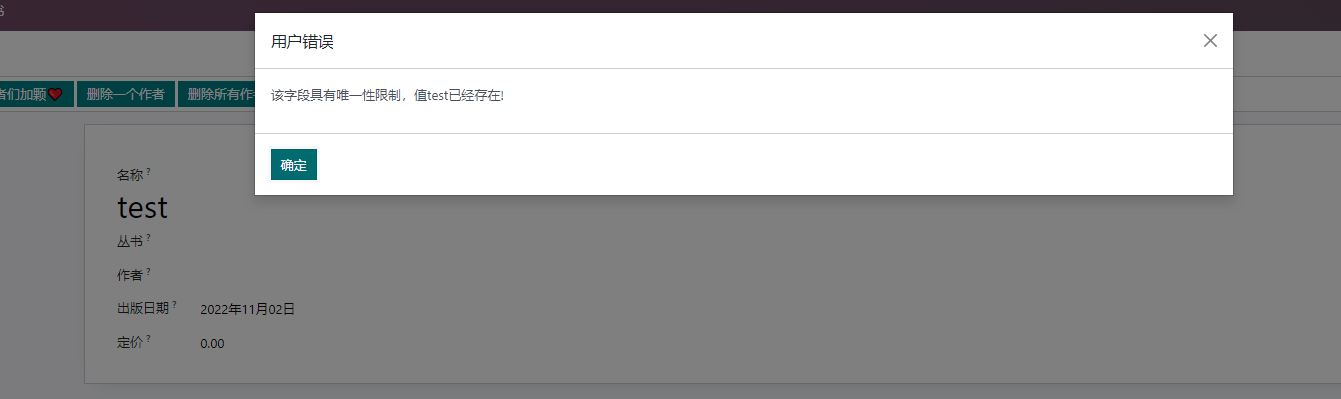 书
用户错误
该字段具有唯一性限制，值test已经存在!
确定
者们加颗
删除一个作者
删除所有作
名称 ?
test
丛书 ?
作者 ?
出版日期 ? 2022年11月02日
定价 ? 0.00